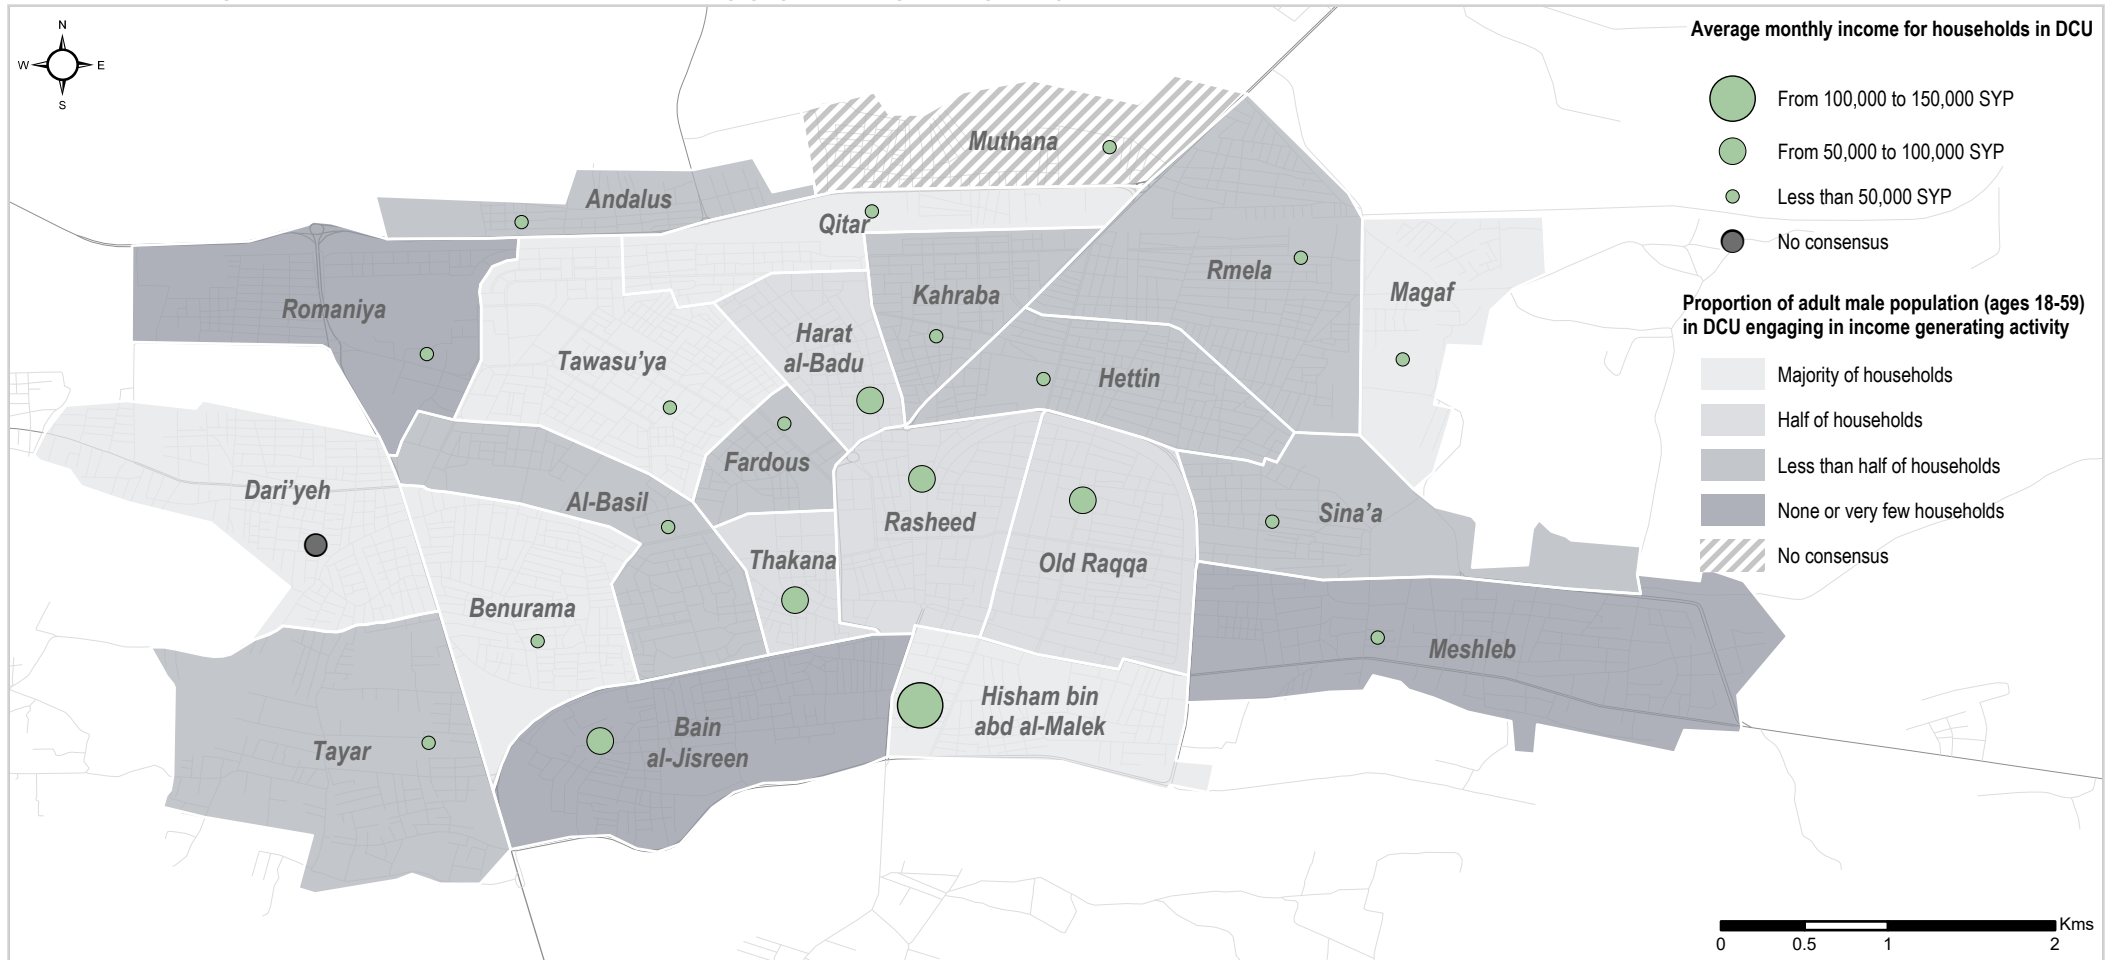 N
W E
S
Average monthly income for households in DCU
From 100,000 to 150,000 SYP
From 50,000 to 100,000 SYP
Less than 50,000 SYP
No consensus
Proportion of adult male population (ages 18-59)
in DCU engaging in income generating activity
Majority of households
Half of households
Less than half of households
None or very few households
No consensus
Muthana
Andalus
Qitar
Rmela
Magaf
Romaniya
Kahraba
Harat
al-Badu
Tawasu'ya
Hettin
Fardous
Dari'yeh
Al-Basil
Rasheed
Sina'a
Thakana
Old Raqqa
Benurama
Meshleb
Hisham bin
abd al-Malek
Bain
al-Jisreen
Tayar
Kms
0 0.5 1 2